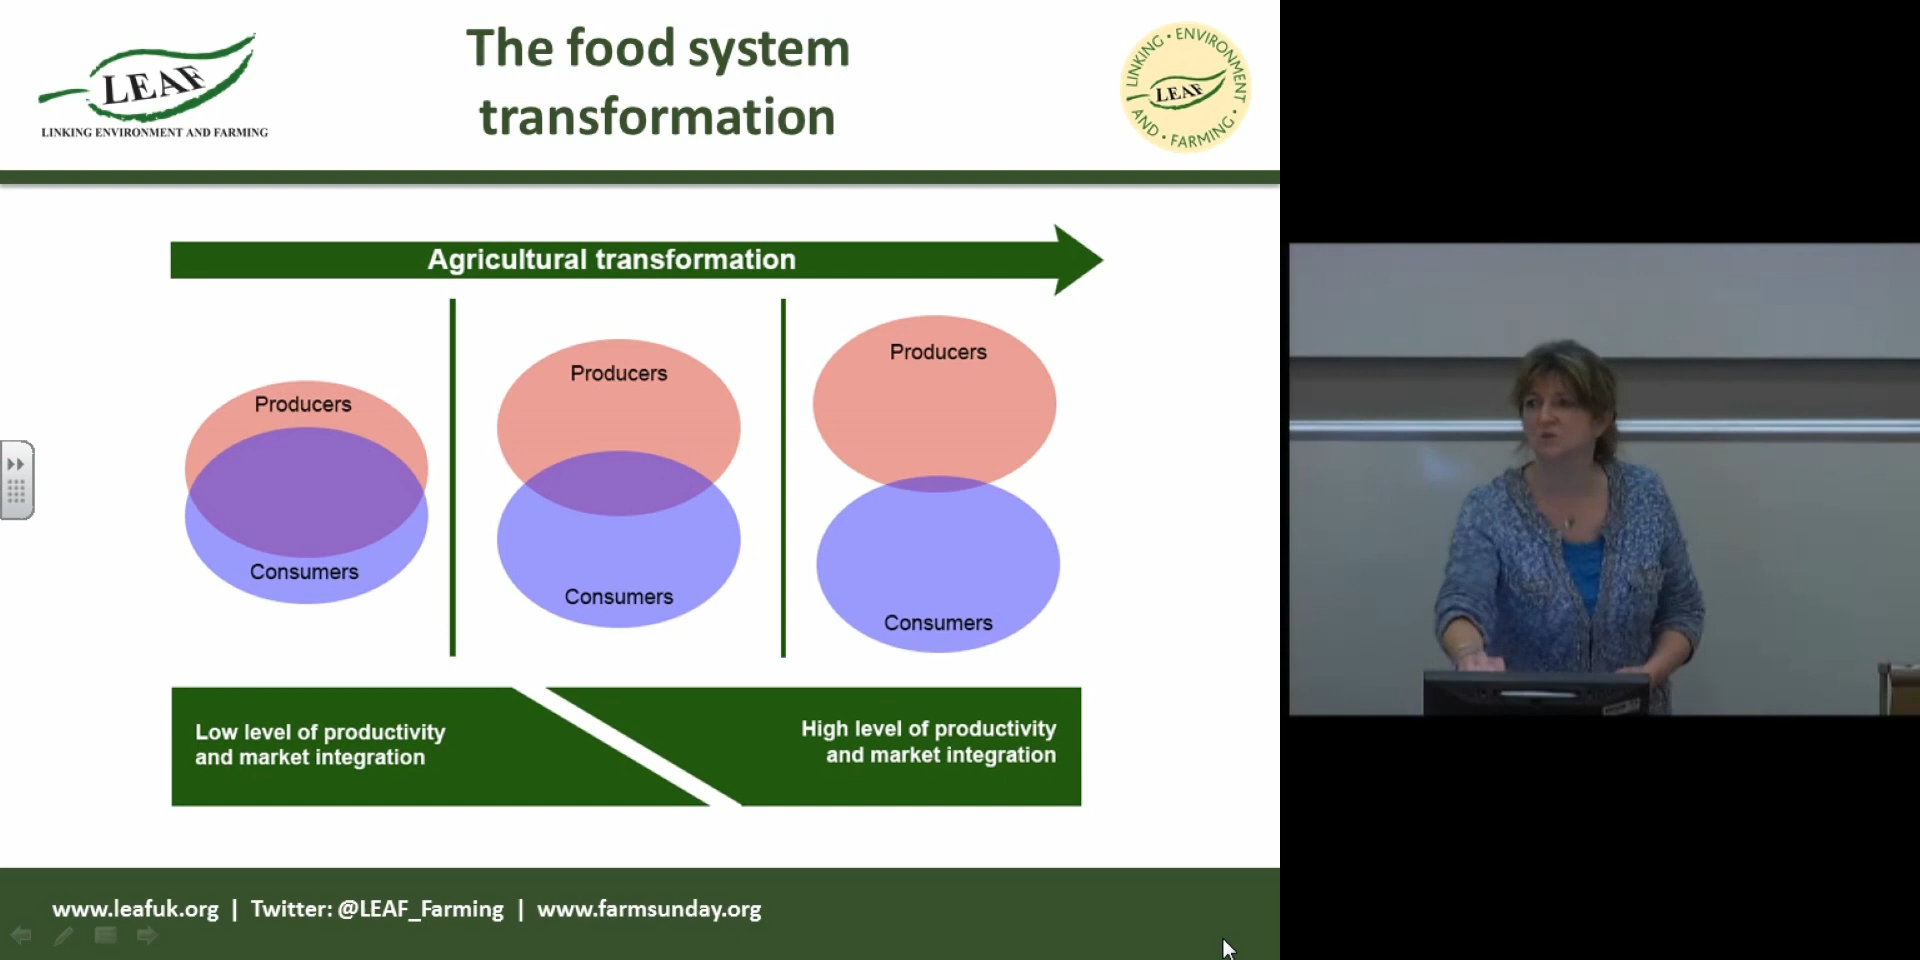 LEAF
LINKING ENVIRONMENT AND FARMING
The food system
transformation
LINKING • ENVIRONMENT
LEAF
AND • FARMING •
Agricultural transformation
Producers
Consumers
Producers
Consumers
Producers
Consumers
Low level of productivity
and market integration
High level of productivity
and market integration
www.leafuk.org | Twitter: @LEAF_Farming | www.farmsunday.org